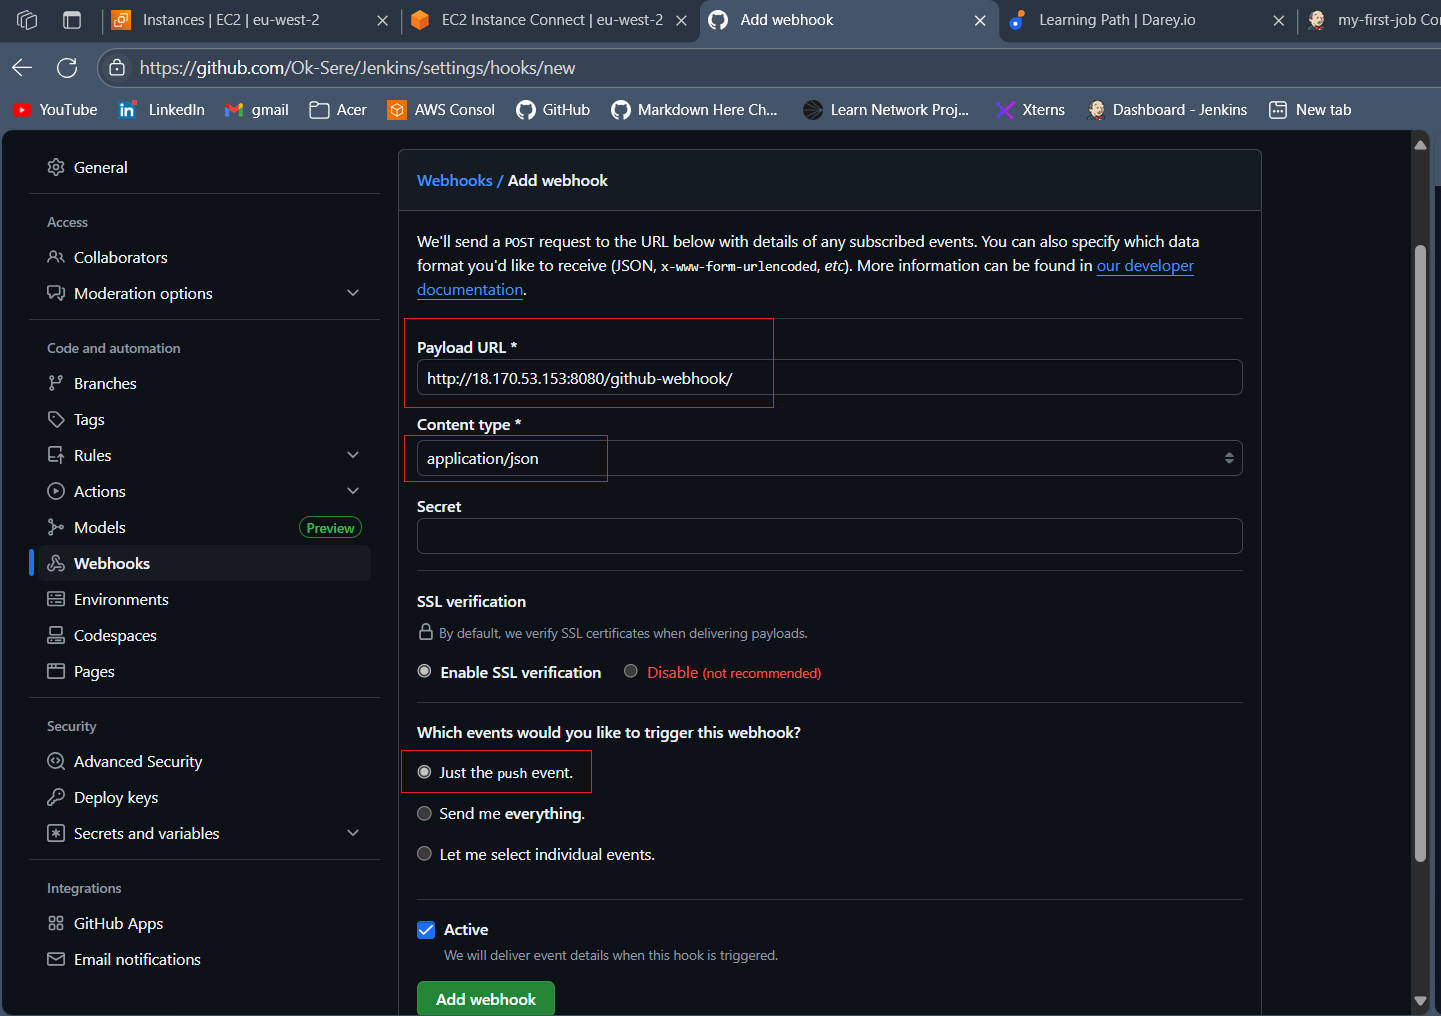 Instances | EC2 | eu-west-2
EC2 Instance Connect | eu-west-2
Add webhook
Learning Path | Darey.io
my-first-job Co
https://github.com/Ok-Sere/Jenkins/settings/hooks/new
YouTube
LinkedIn
gmail
Acer
AWS Consol
GitHub
Markdown Here Ch...
Learn Network Proj...
Xterns
Dashboard - Jenkins
New tab
General
Access
Collaborators
Moderation options
Code and automation
Branches
Tags
Rules
Actions
Models
Preview
Webhooks
Environments
Codespaces
Pages
Security
Advanced Security
Deploy keys
Secrets and variables
Integrations
GitHub Apps
Email notifications
Webhooks / Add webhook
We'll send a POST request to the URL below with details of any subscribed events. You can also specify which data
format you'd like to receive (JSON, x-www-form-urlencoded, etc). More information can be found in our developer
documentation.
Payload URL *
http://18.170.53.153:8080/github-webhook/
Content type *
application/json
Secret
SSL verification
By default, we verify SSL certificates when delivering payloads.
Enable SSL verification
Disable (not recommended)
Which events would you like to trigger this webhook?
Just the push event.
Send me everything.
Let me select individual events.
Active
We will deliver event details when this hook is triggered.
Add webhook